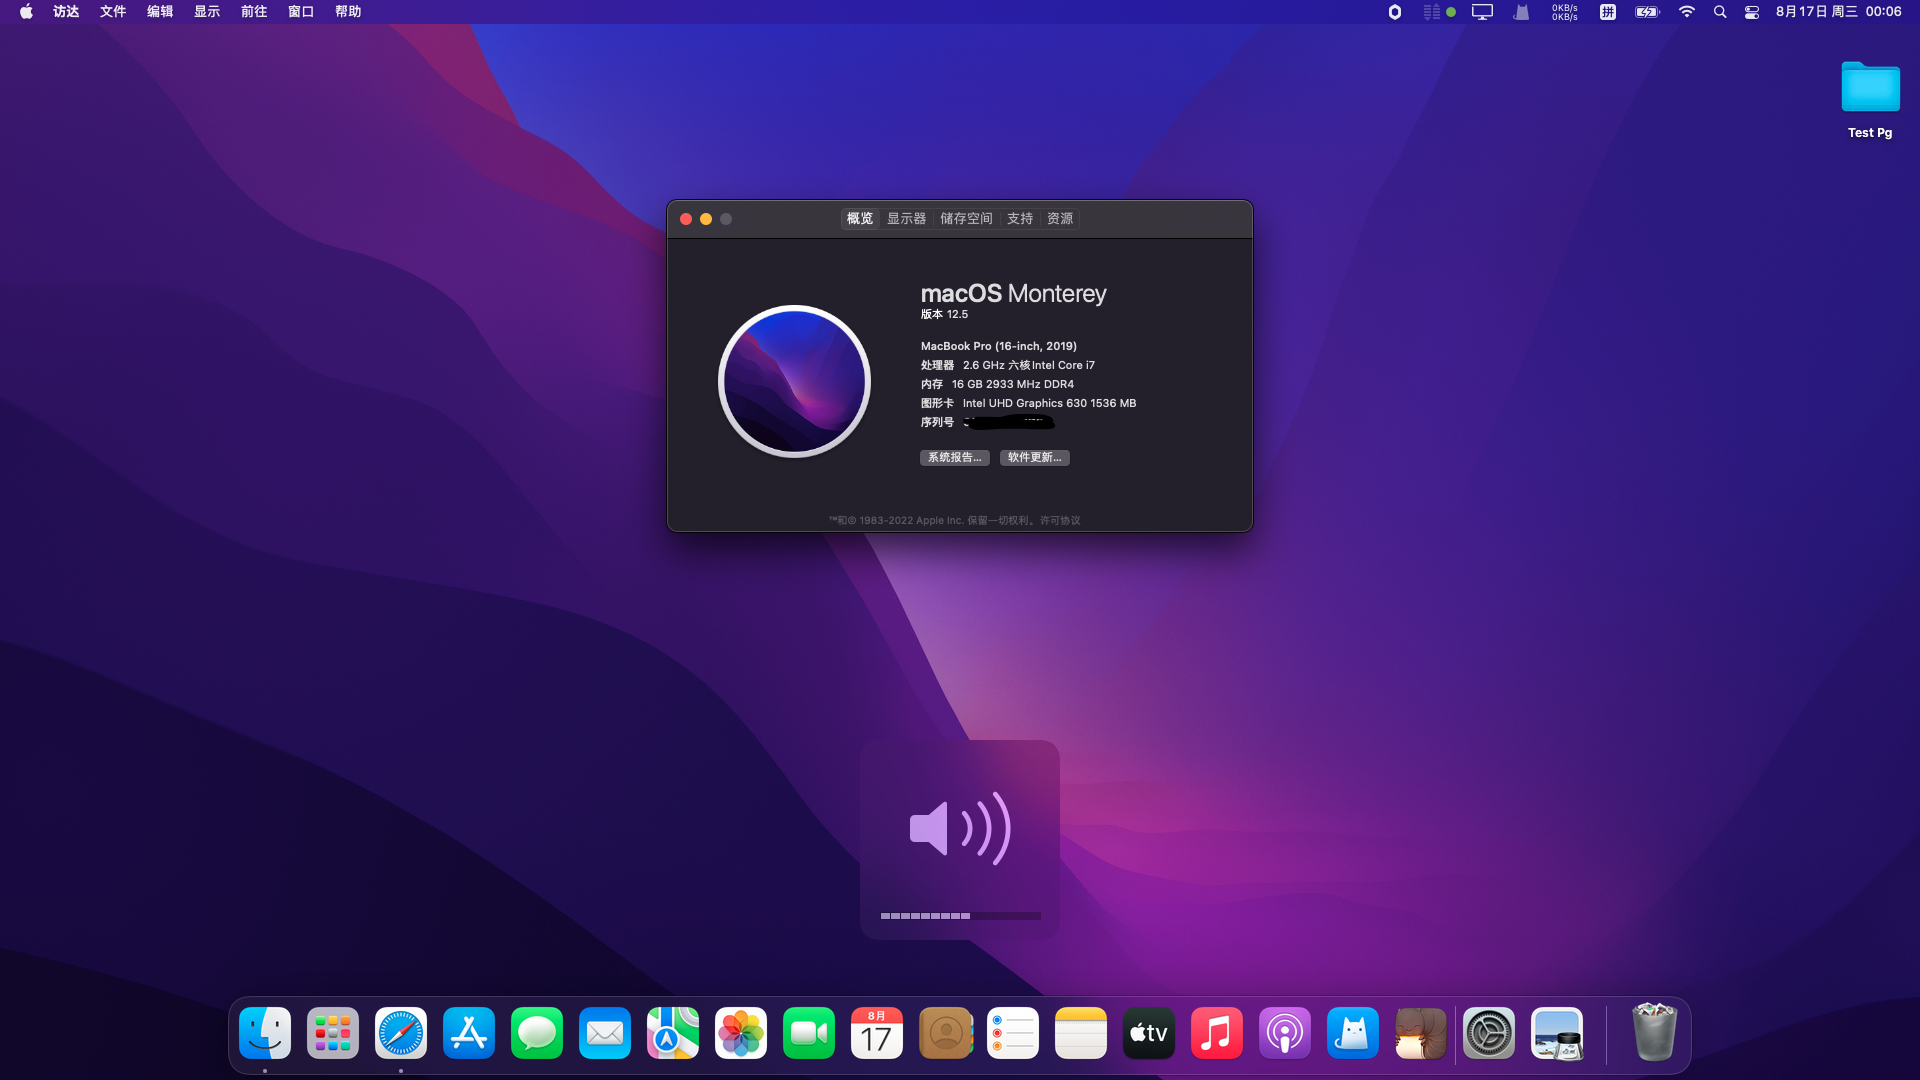 访达 文件 编辑 显示 前往 窗口 帮助
0KB/s
0KB/s
拼
8月17日 周三 00:06
Test Pg
概览 显示器 储存空间 支持 资源
macOS Monterey
版本 12.5
MacBook Pro (16-inch, 2019)
处理器 2.6 GHz 六核Intel Core i7
内存 16 GB 2933 MHz DDR4
图形卡 Intel UHD Graphics 630 1536 MB
序列号
系统报告... 软件更新...
™和© 1983-2022 Apple Inc. 保留一切权利。许可协议
8月
17
tv